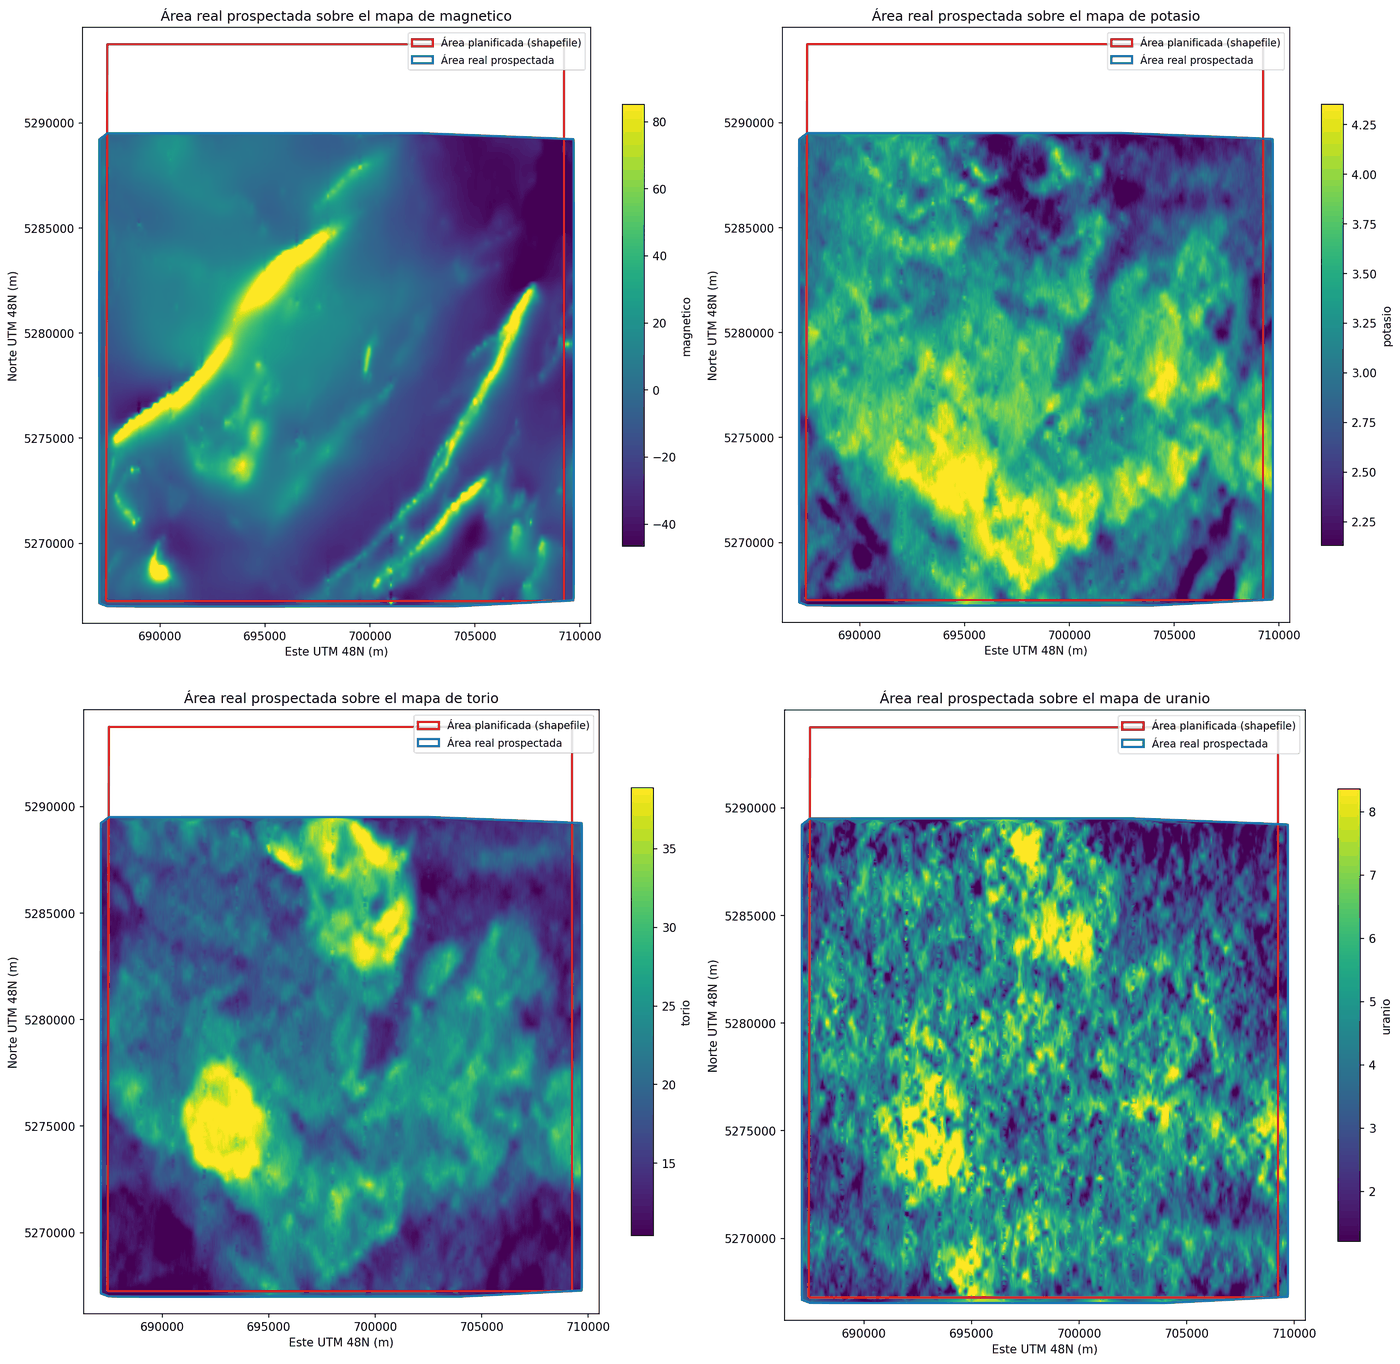 Área real prospectada sobre el mapa de magnetico
Área planificada (shapefile)
Área real prospectada
5290000
5285000
5280000
5275000
5270000
Norte UTM 48N (m)
690000 695000 700000 705000 710000
Este UTM 48N (m)
80
60
40
20
0
−20
−40
magnetico
Área real prospectada sobre el mapa de potasio
Área planificada (shapefile)
Área real prospectada
5290000
5285000
5280000
5275000
5270000
Norte UTM 48N (m)
690000 695000 700000 705000 710000
Este UTM 48N (m)
4.25
4.00
3.75
3.50
3.25
3.00
2.75
2.50
2.25
potasio
Área real prospectada sobre el mapa de torio
Área planificada (shapefile)
Área real prospectada
5290000
5285000
5280000
5275000
5270000
Norte UTM 48N (m)
690000 695000 700000 705000 710000
Este UTM 48N (m)
35
30
25
20
15
torio
Área real prospectada sobre el mapa de uranio
Área planificada (shapefile)
Área real prospectada
5290000
5285000
5280000
5275000
5270000
Norte UTM 48N (m)
690000 695000 700000 705000 710000
Este UTM 48N (m)
8
7
6
5
4
3
2
uranio